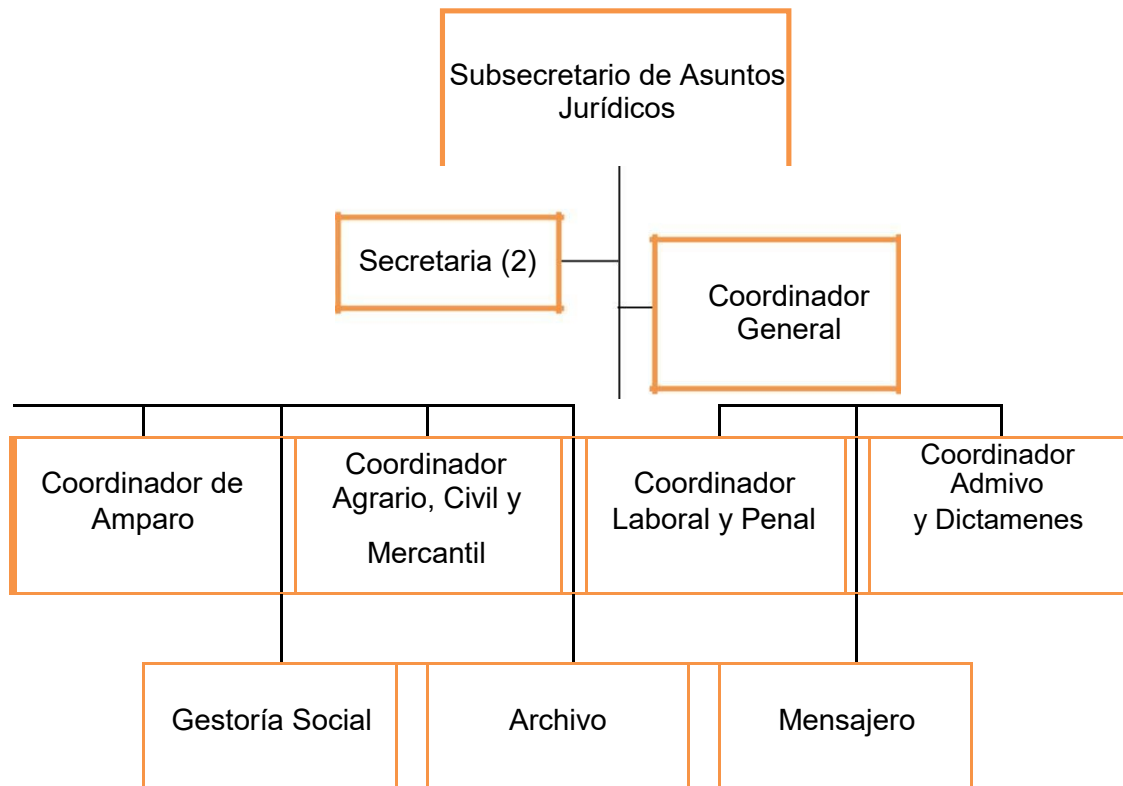 Subsecretario de Asuntos
Jurídicos
Secretaria (2)
Coordinador
General
Coordinador de
Amparo
Coordinador
Agrario, Civil y
Mercantil
Coordinador
Laboral y Penal
Coordinador
Admivo
y Dictamenes
Gestoría Social
Archivo
Mensajero